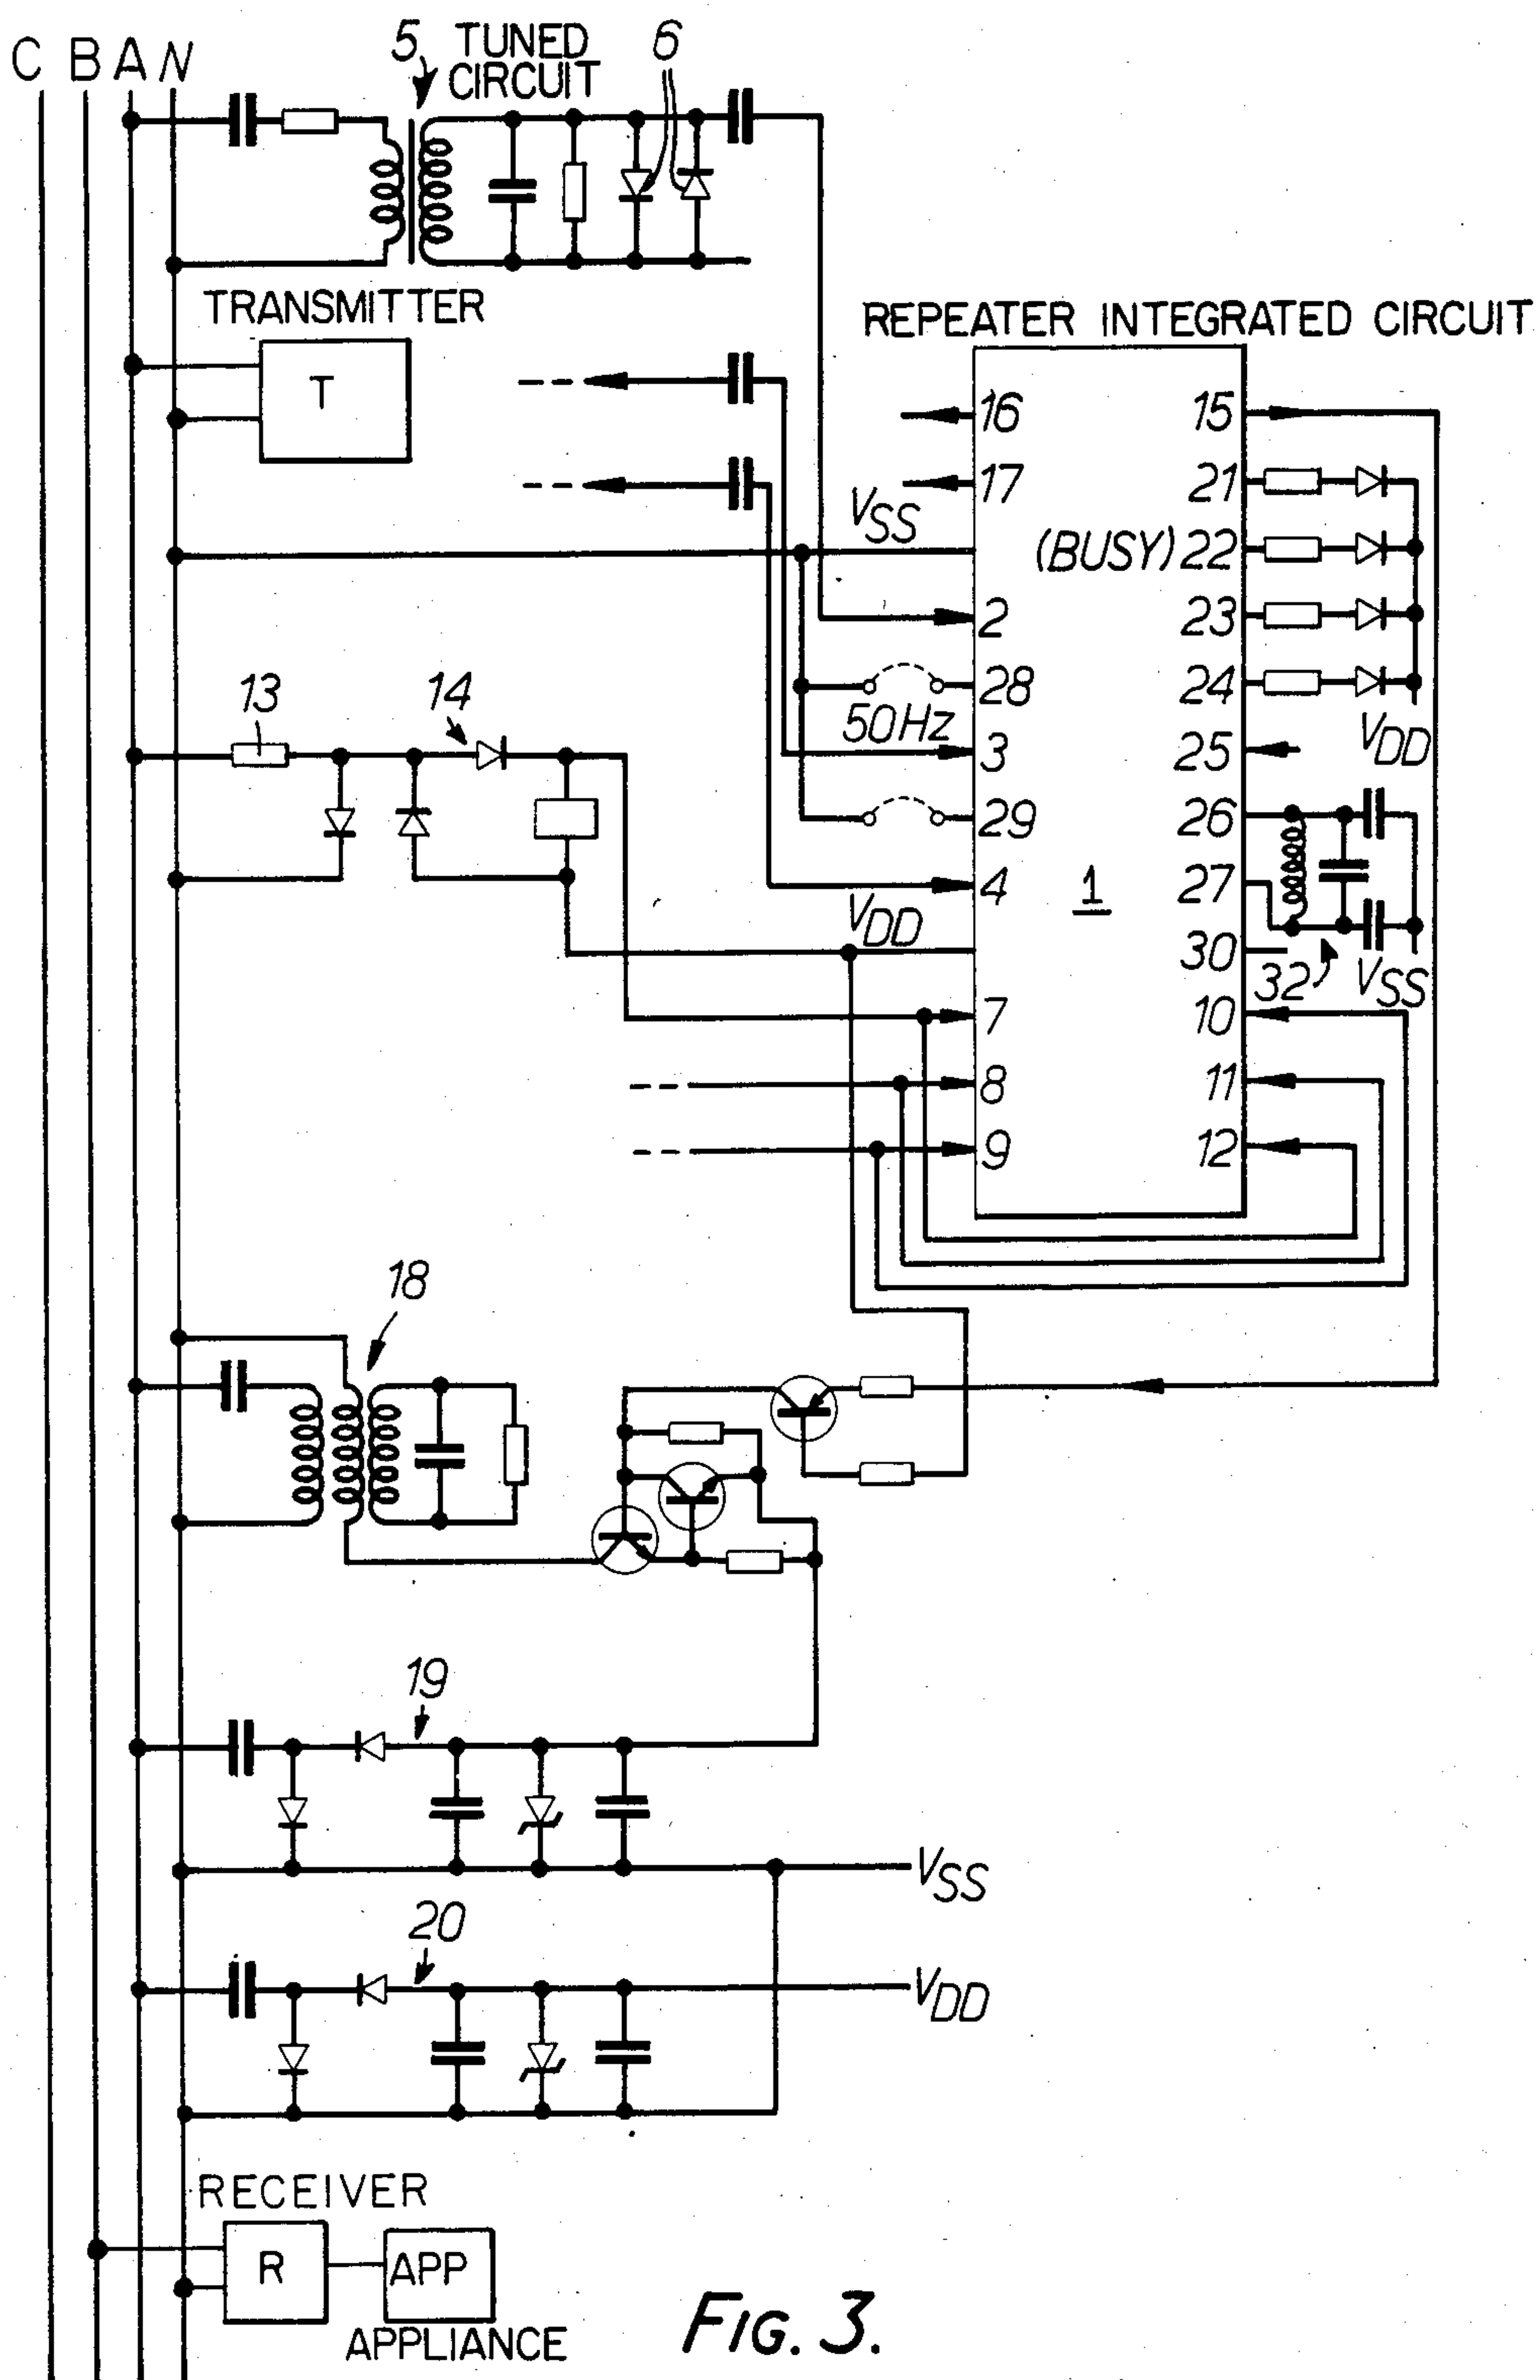 C B A N
5 TUNED CIRCUIT 6
TRANSMITTER
T
REPEATER INTEGRATED CIRCUIT
16
17
VSS
2
28
50Hz
3
29
4
VDD
7
8
9
1
15
21
(BUSY) 22
23
24
VDD
25
26
27
30
32
VSS
10
11
12
13
14
18
19
VSS
20
VDD
RECEIVER
R
APP
APPLIANCE
FIG. 3.